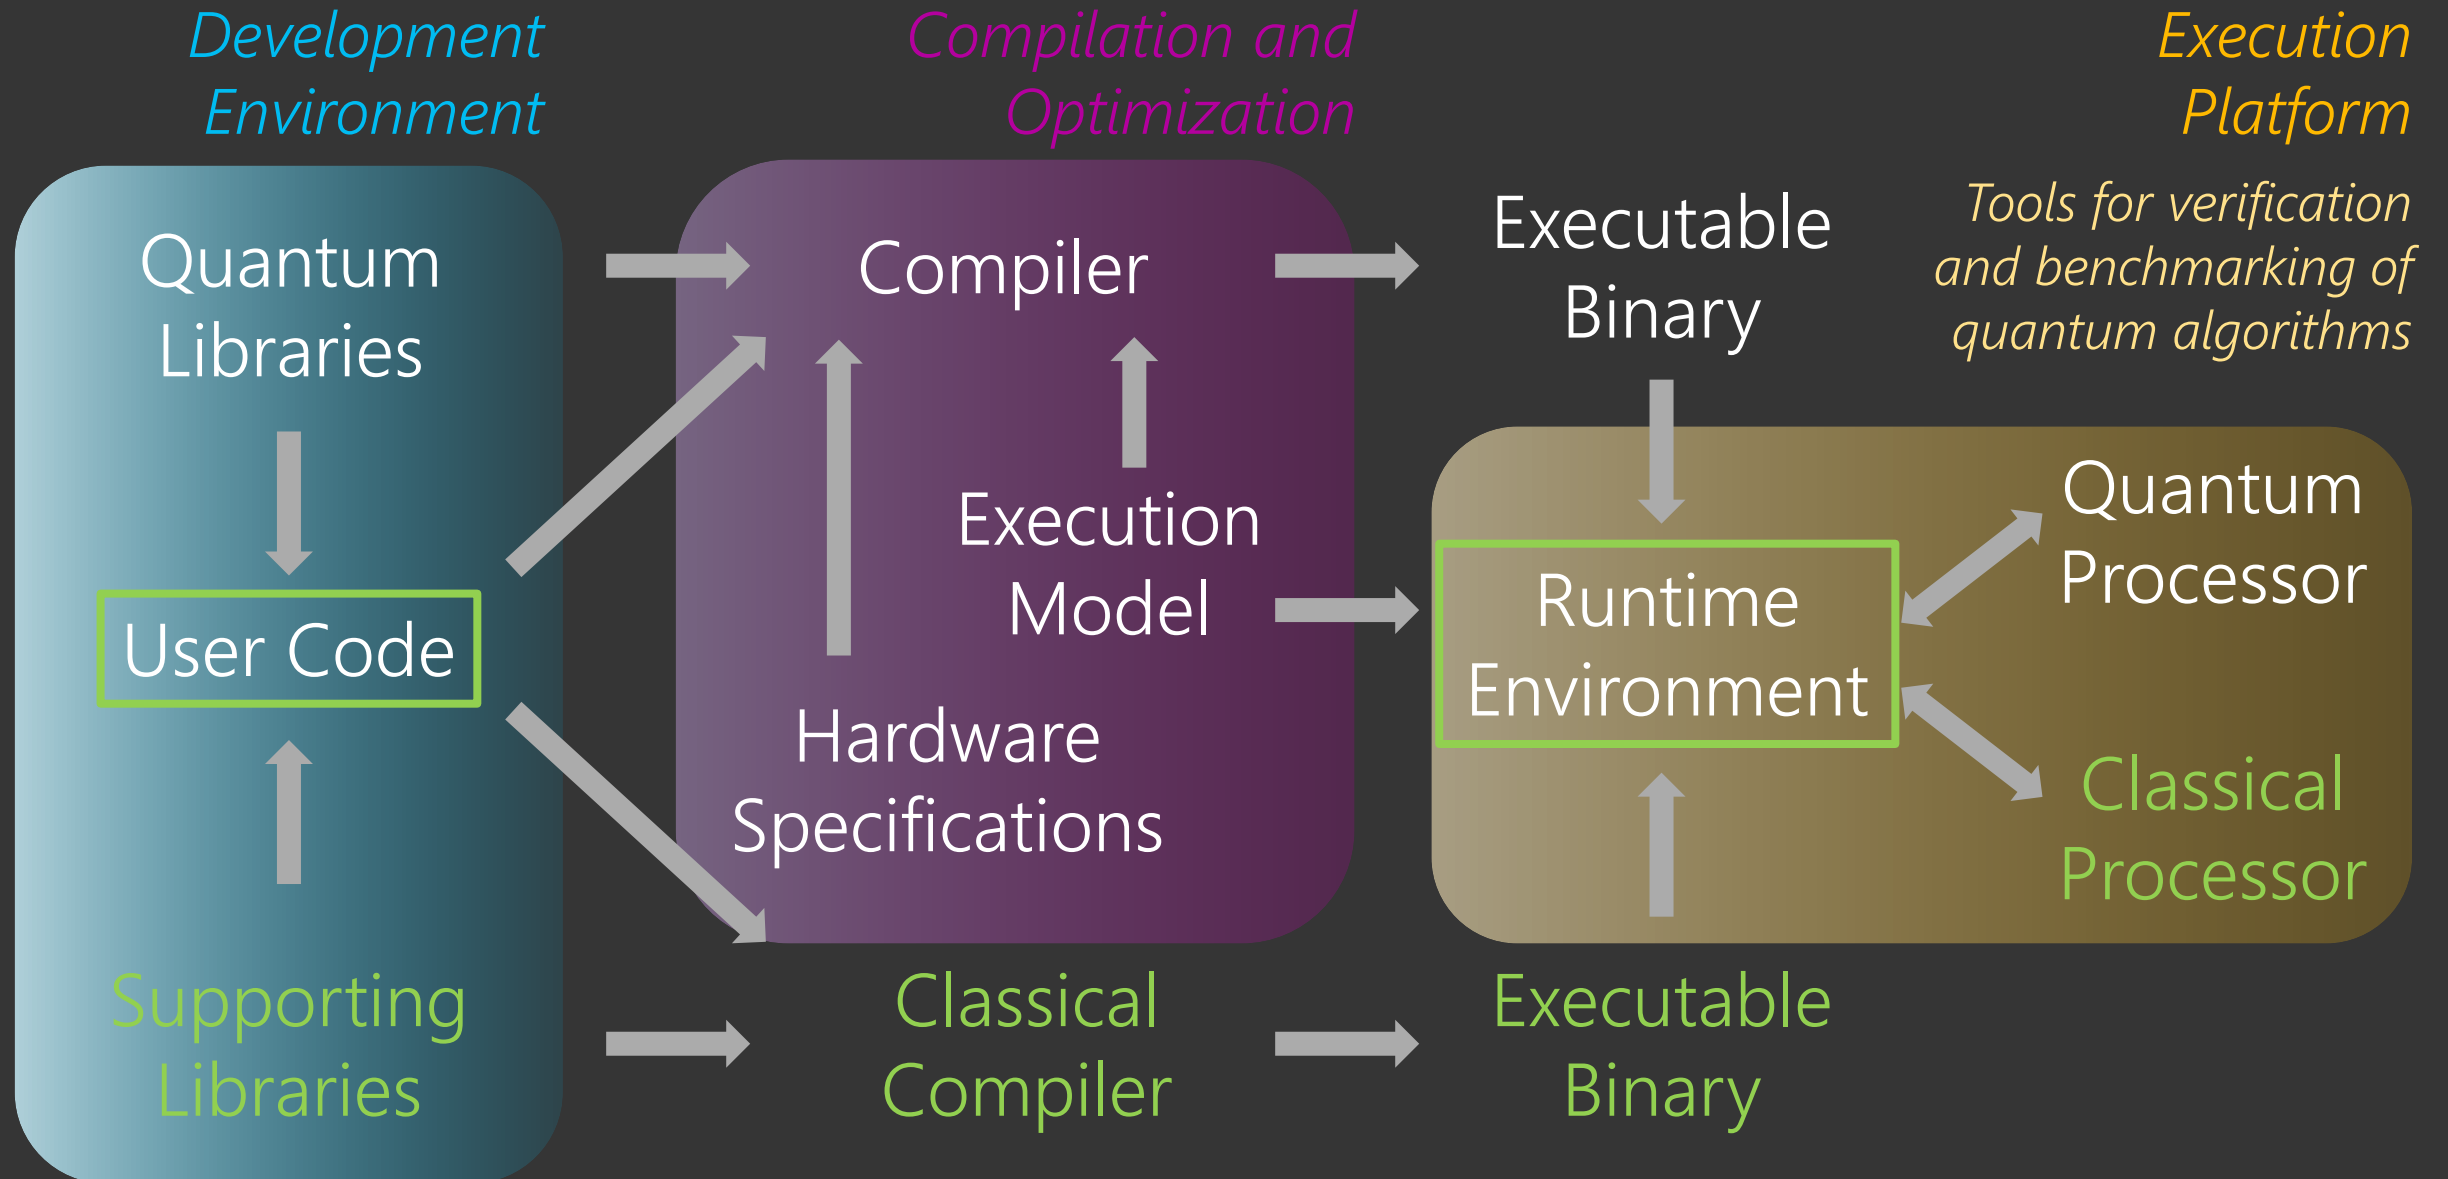 Development
Environment
Compilation and
Optimization
Execution
Platform
Tools for verification
and benchmarking of
quantum algorithms
Quantum
Libraries
User Code
Supporting
Libraries
Compiler
Execution
Model
Hardware
Specifications
Classical
Compiler
Executable
Binary
Runtime
Environment
Executable
Binary
Quantum
Processor
Classical
Processor